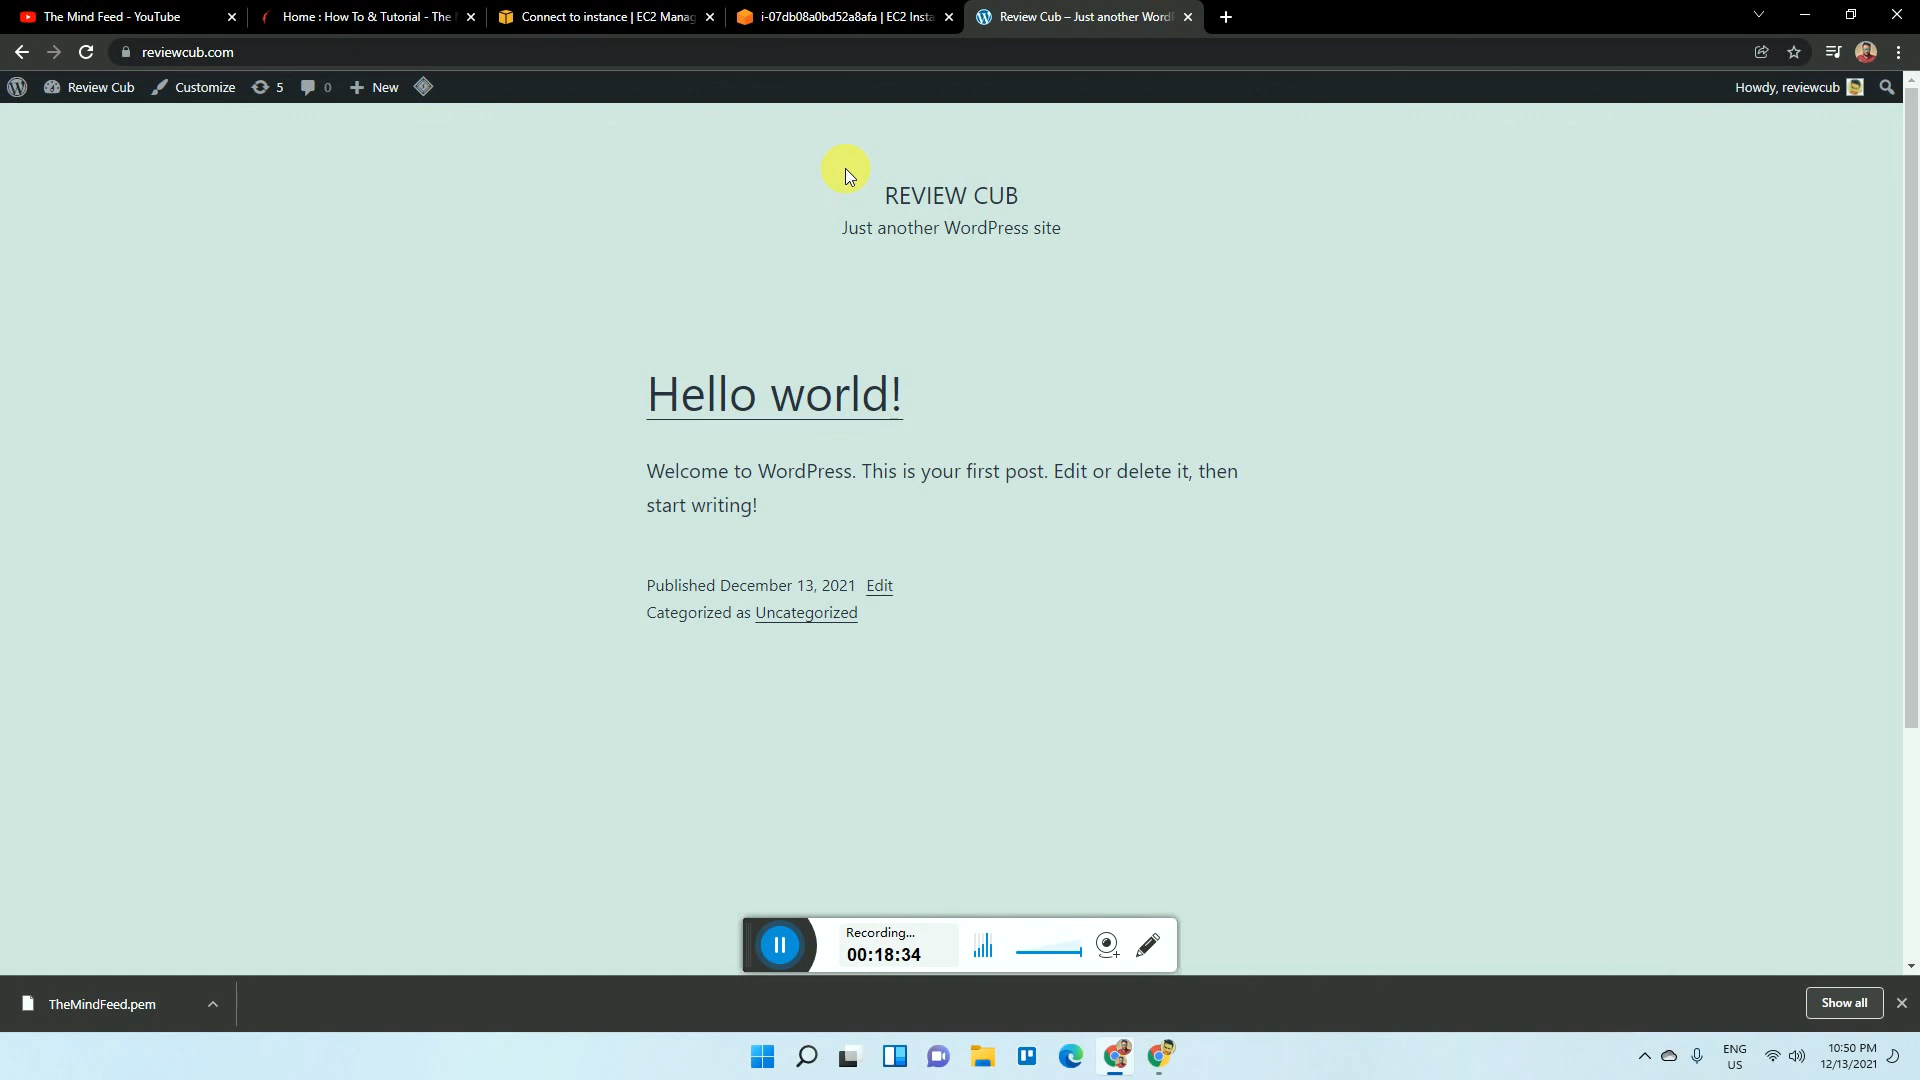 The Mind Feed - YouTube
Home : How To & Tutorial - The
Connect to instance | EC2 Manag
i-07db08a0bd52a8afa | EC2 Insta
Review Cub – Just another Word
reviewcub.com
Review Cub
Customize
5
0
New
Howdy, reviewcub
REVIEW CUB
Just another WordPress site
Hello world!
Welcome to WordPress. This is your first post. Edit or delete it, then
start writing!
Published December 13, 2021 Edit
Categorized as Uncategorized
Recording...
00:18:34
TheMindFeed.pem
Show all
ENG
US
10:50 PM
12/13/2021